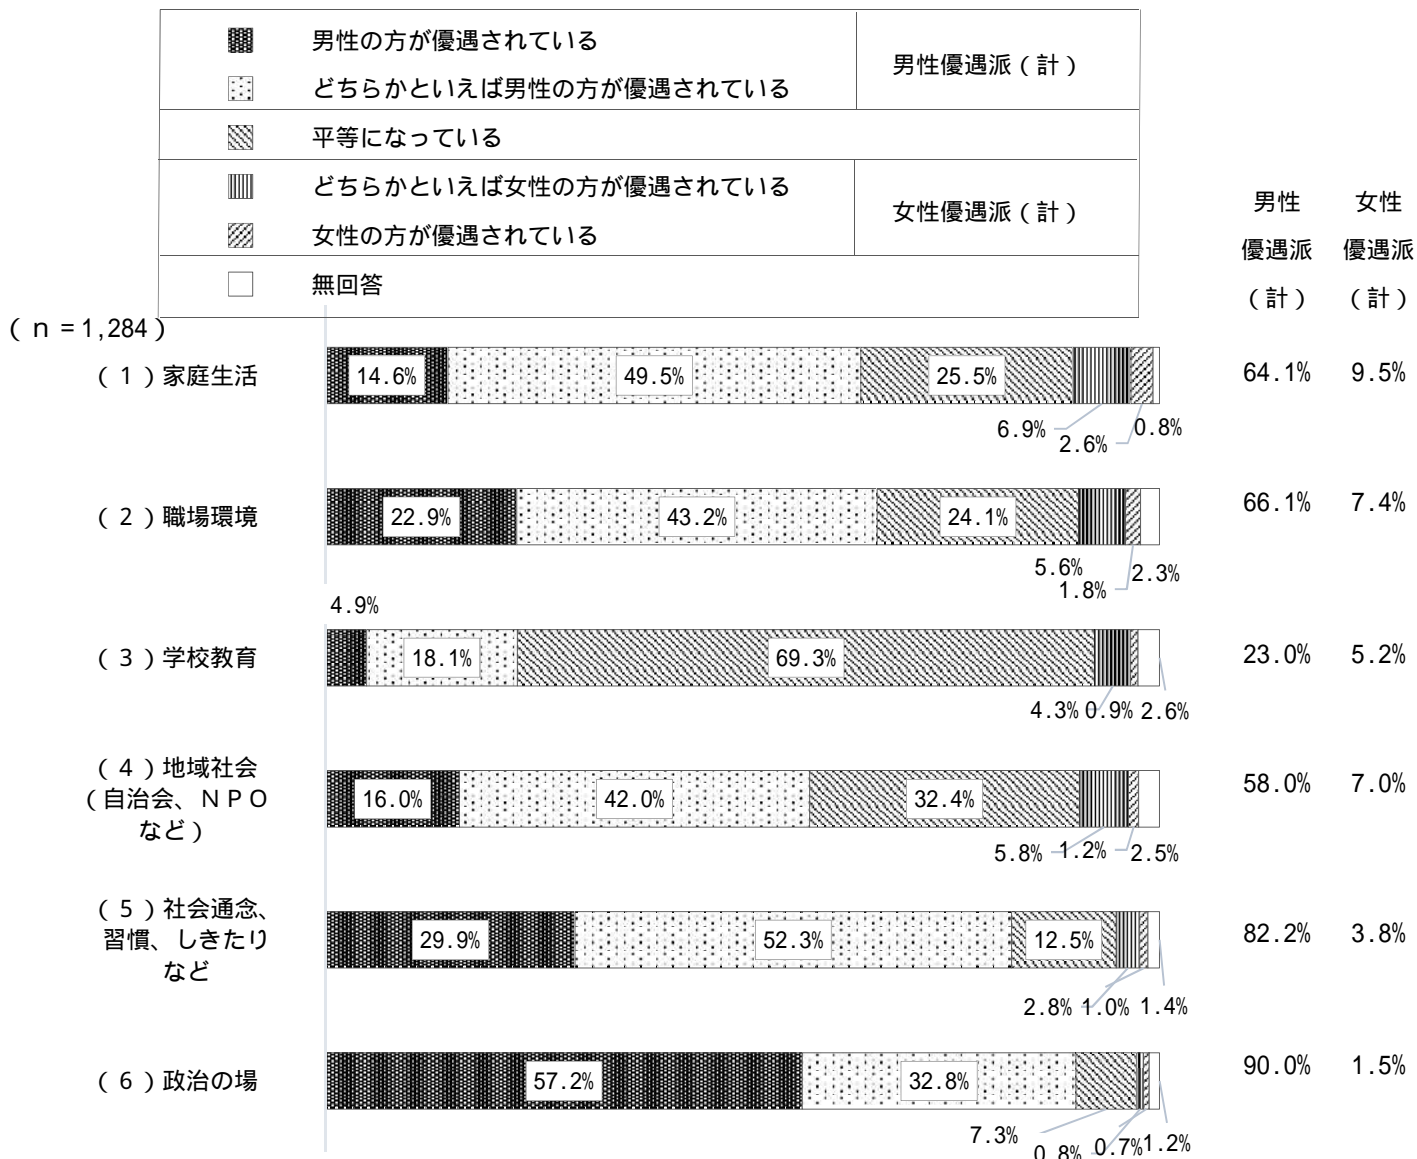 男性の方が優遇されている
どちらかといえば男性の方が優遇されている
男性優遇派（計）
平等になっている
どちらかといえば女性の方が優遇されている
女性の方が優遇されている
女性優遇派（計）
無回答
男性
優遇派
（計）
女性
優遇派
（計）
（ｎ=1,284）
（１）家庭生活
14.6%
49.5%
25.5%
6.9%
2.6%
0.8%
64.1%
9.5%
（２）職場環境
22.9%
43.2%
24.1%
5.6%
1.8%
2.3%
66.1%
7.4%
（３）学校教育
4.9%
18.1%
69.3%
4.3%
0.9%
2.6%
23.0%
5.2%
（４）地域社会
（自治会、ＮＰＯ
など）
16.0%
42.0%
32.4%
5.8%
1.2%
2.5%
58.0%
7.0%
（５）社会通念、
習慣、しきたり
など
29.9%
52.3%
12.5%
2.8%
1.0%
1.4%
82.2%
3.8%
（６）政治の場
57.2%
32.8%
7.3%
0.8%
0.7%
1.2%
90.0%
1.5%